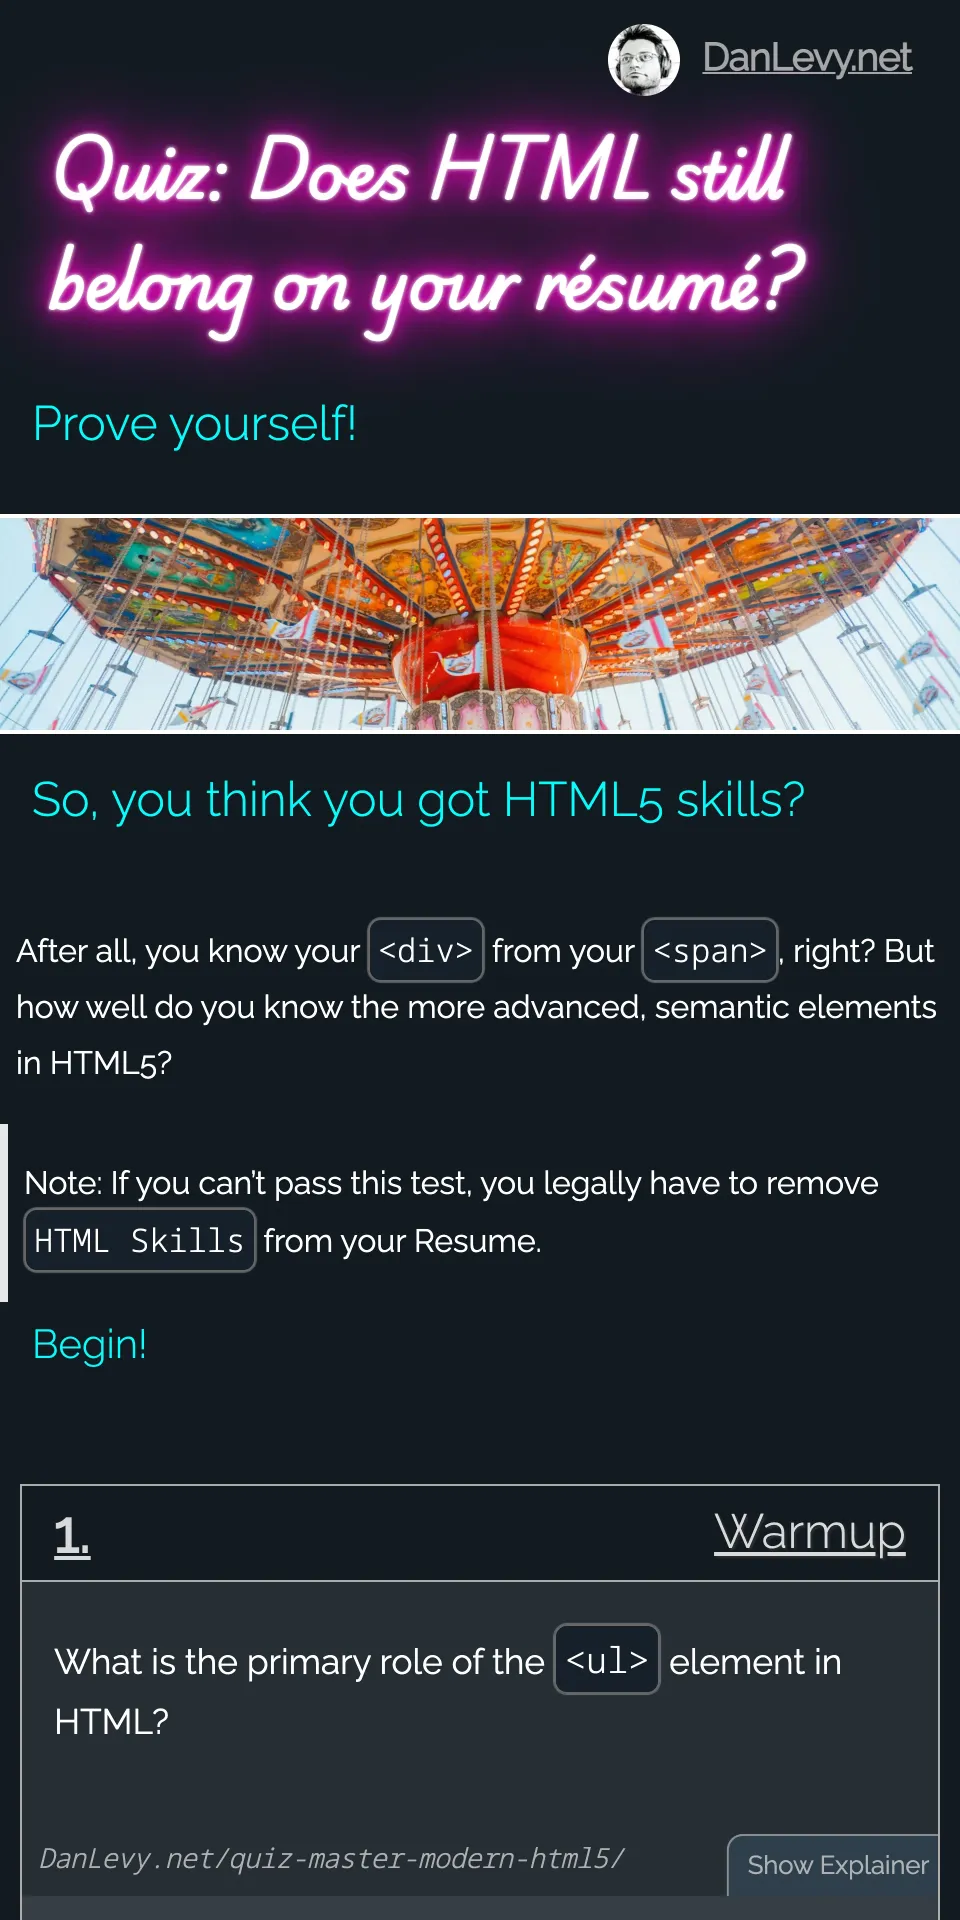 DanLevy.net
Quiz: Does HTML still
belong on your résumé?
Prove yourself!
So, you think you got HTML5 skills?
After all, you know your <div> from your <span>, right? But
how well do you know the more advanced, semantic elements
in HTML5?
Note: If you can’t pass this test, you legally have to remove
HTML Skills from your Resume.
Begin!
1.
Warmup
What is the primary role of the <ul> element in
HTML?
DanLevy.net/quiz-master-modern-html5/
Show Explainer